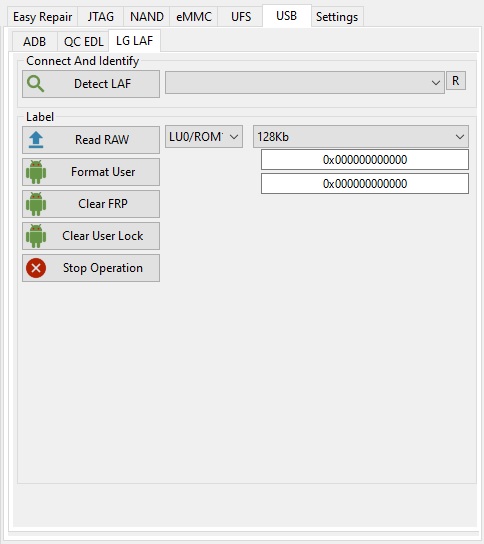 Easy Repair JTAG NAND eMMC UFS USB Settings
ADB QC EDL LG LAF
Connect And Identify
Detect LAF R
Label
Read RAW LU0/ROM1 128Kb
0x000000000000
Format User
0x000000000000
Clear FRP
Clear User Lock
Stop Operation